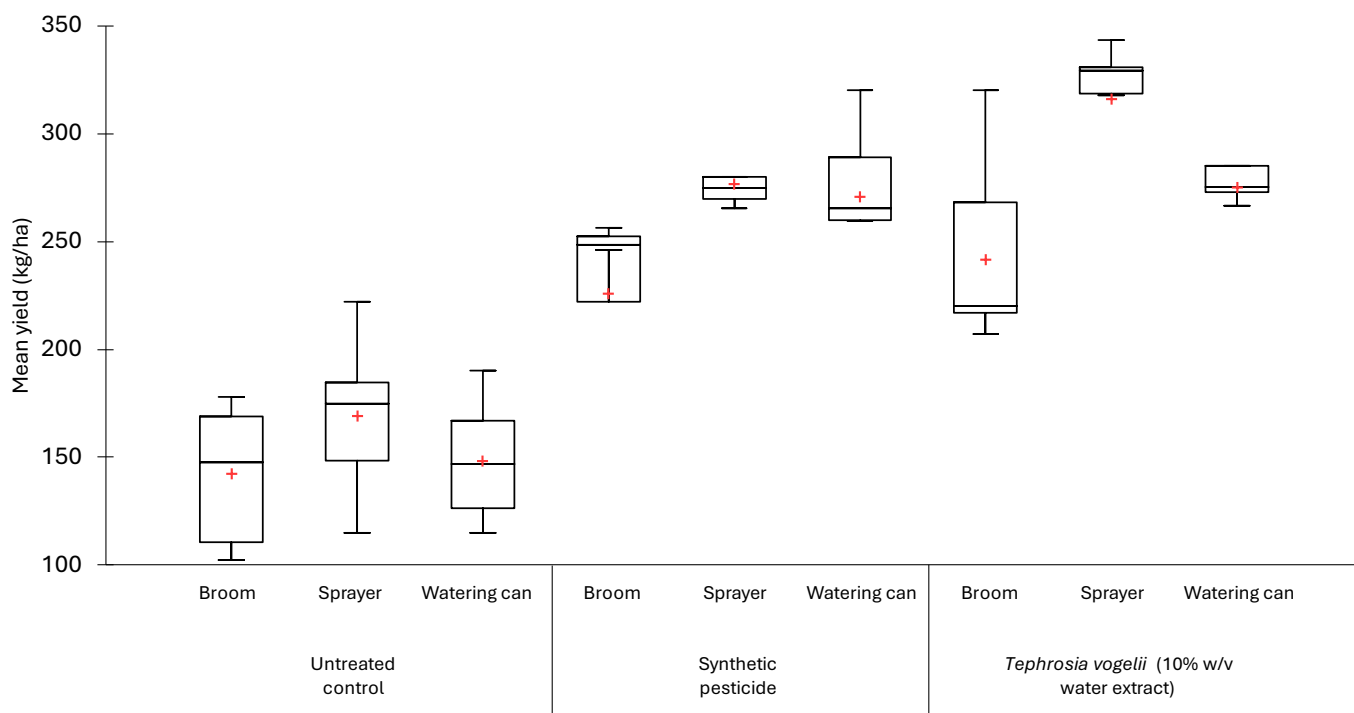 Mean yield (kg/ha)
350
300
250
200
150
100
Broom Sprayer Watering can Broom Sprayer Watering can Broom Sprayer Watering can
Untreated
control
Synthetic
pesticide
Tephrosia vogelii (10% w/v
water extract)